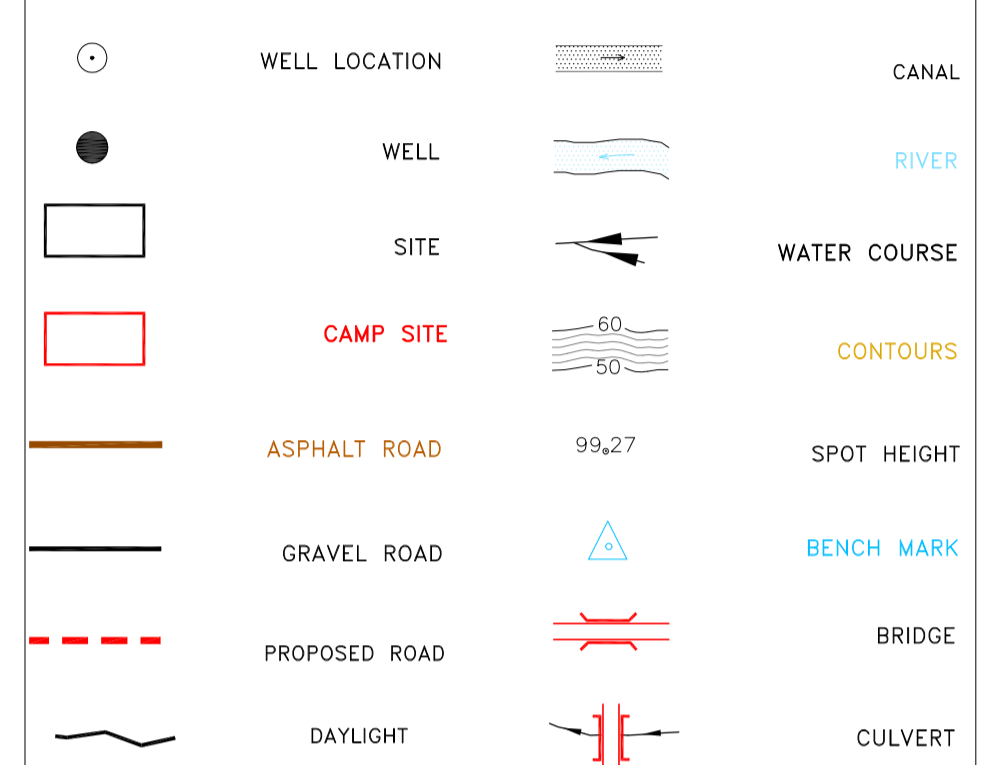 WELL LOCATION
CANAL
WELL
RIVER
SITE
WATER COURSE
CAMP SITE
60
50
CONTOURS
ASPHALT ROAD
99.27
SPOT HEIGHT
GRAVEL ROAD
BENCH MARK
PROPOSED ROAD
BRIDGE
DAYLIGHT
CULVERT